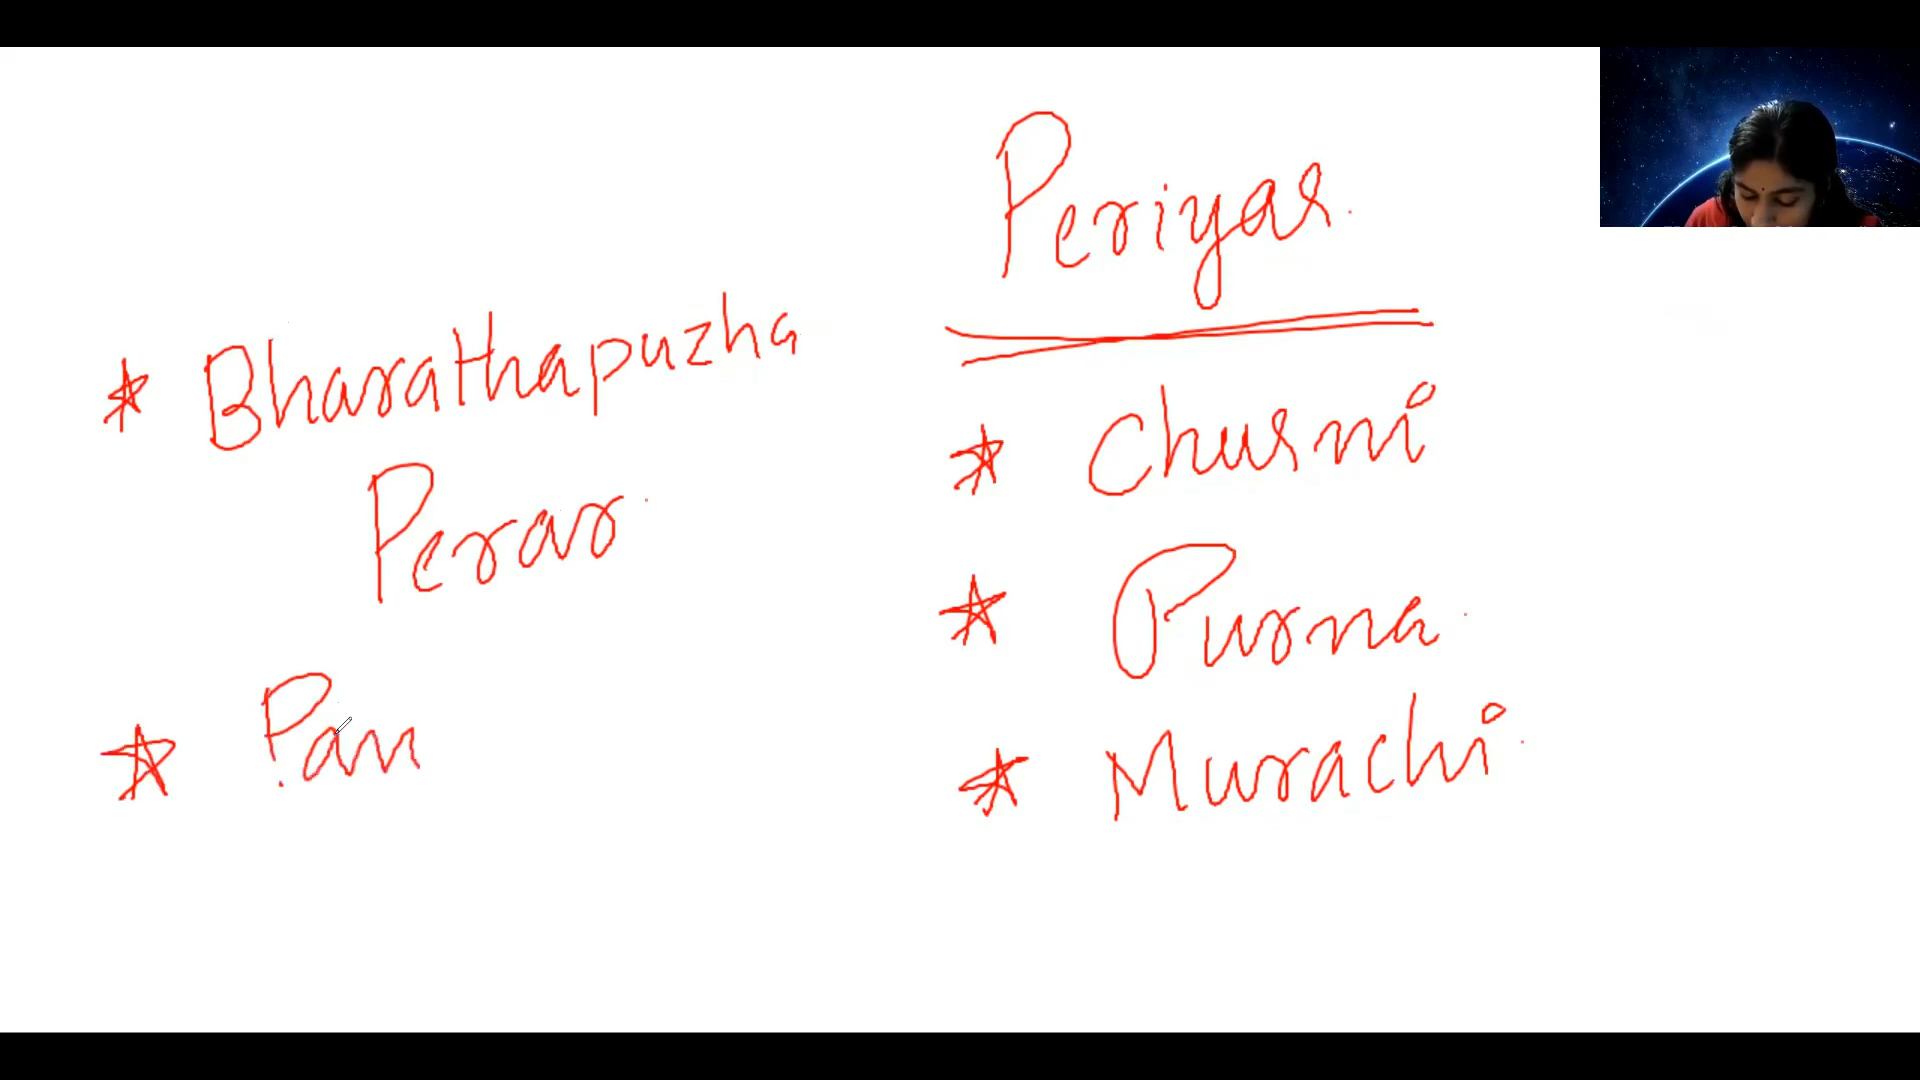 Periyar.
* Bharathapuzha
Perar.
* Pam
* Churni
* Purna.
* Murachi.